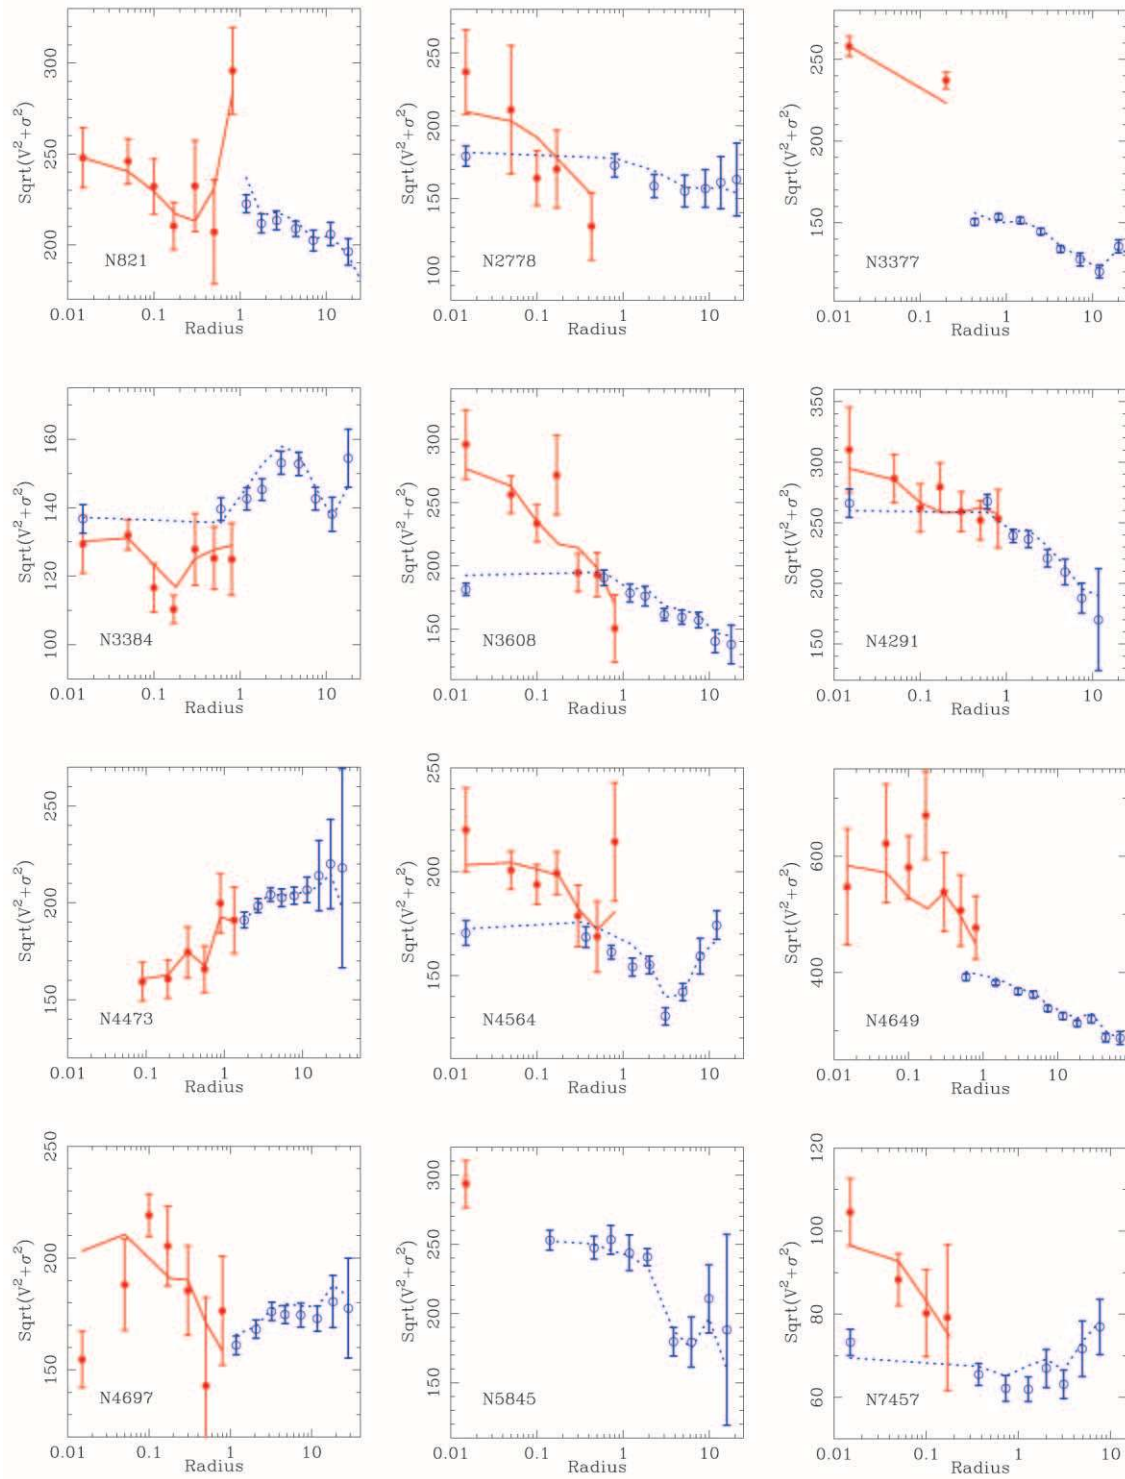 Sqrt(V²+σ²)
300
250
200
N821
0.01 0.1 1 10
Radius
Sqrt(V²+σ²)
250
200
150
100
N2778
0.01 0.1 1 10
Radius
Sqrt(V²+σ²)
250
200
150
N3377
0.01 0.1 1 10
Radius
Sqrt(V²+σ²)
160
140
120
100
N3384
0.01 0.1 1 10
Radius
Sqrt(V²+σ²)
300
250
200
150
N3608
0.01 0.1 1 10
Radius
Sqrt(V²+σ²)
350
300
250
200
150
N4291
0.01 0.1 1 10
Radius
Sqrt(V²+σ²)
250
200
150
N4473
0.01 0.1 1 10
Radius
Sqrt(V²+σ²)
250
200
150
N4564
0.01 0.1 1 10
Radius
Sqrt(V²+σ²)
600
400
N4649
0.01 0.1 1 10
Radius
Sqrt(V²+σ²)
250
200
150
N4697
0.01 0.1 1 10
Radius
Sqrt(V²+σ²)
300
250
200
150
N5845
0.01 0.1 1 10
Radius
Sqrt(V²+σ²)
120
100
80
60
N7457
0.01 0.1 1 10
Radius